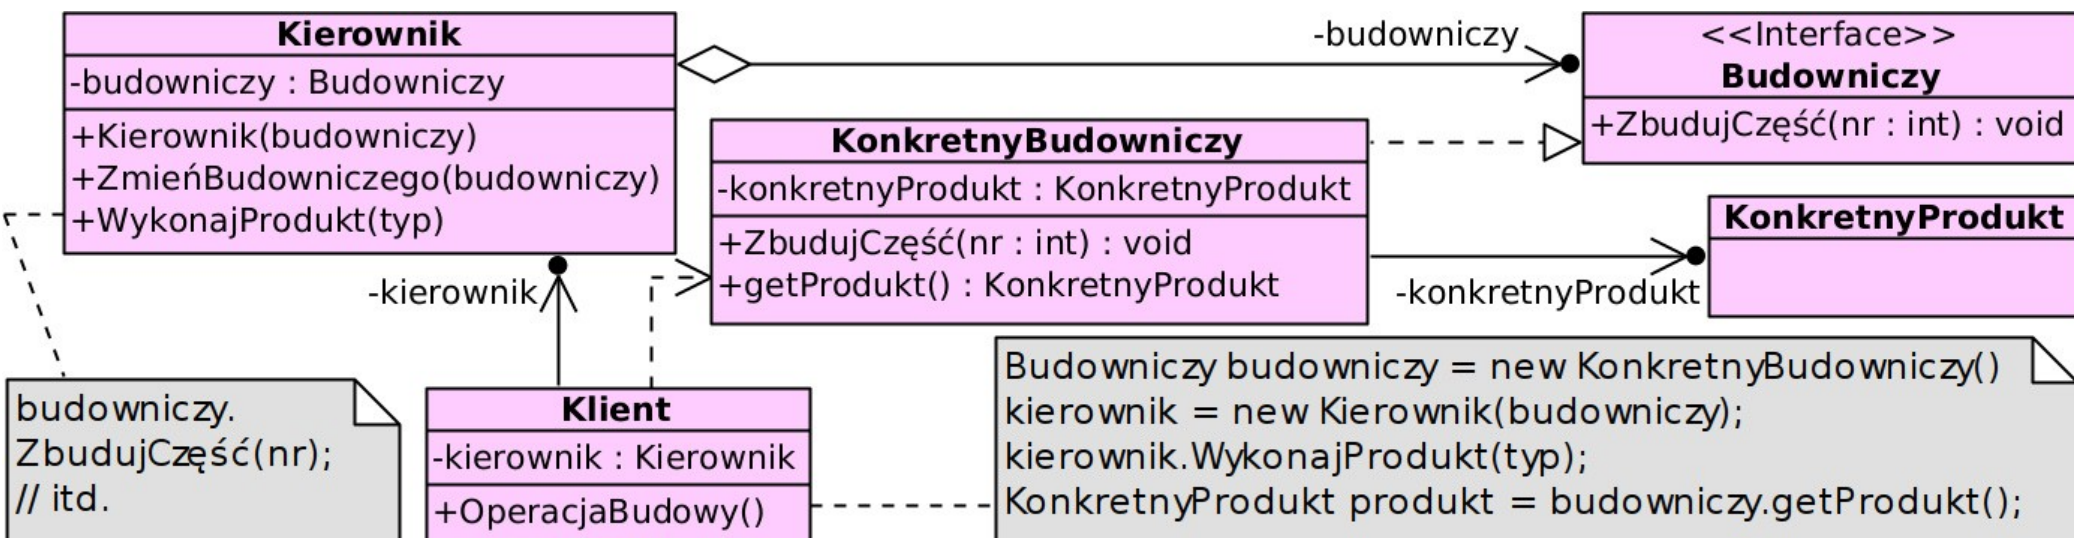 Kierownik
-budowniczy : Budowniczy
+Kierownik(budowniczy)
+ZmieńBudowniczego(budowniczy)
+WykonajProdukt(typ)
-budowniczy
<<Interface>>
Budowniczy
+ZbudujCzęść(nr : int) : void
KonkretnyBudowniczy
-konkretnyProdukt : KonkretnyProdukt
+ZbudujCzęść(nr : int) : void
+getProdukt() : KonkretnyProdukt
KonkretnyProdukt
-konkretnyProdukt
-kierownik
budowniczy.
ZbudujCzęść(nr);
// itd.
Klient
-kierownik : Kierownik
+OperacjaBudowy()
Budowniczy budowniczy = new KonkretnyBudowniczy()
kierownik = new Kierownik(budowniczy);
kierownik.WykonajProdukt(typ);
KonkretnyProdukt produkt = budowniczy.getProdukt();